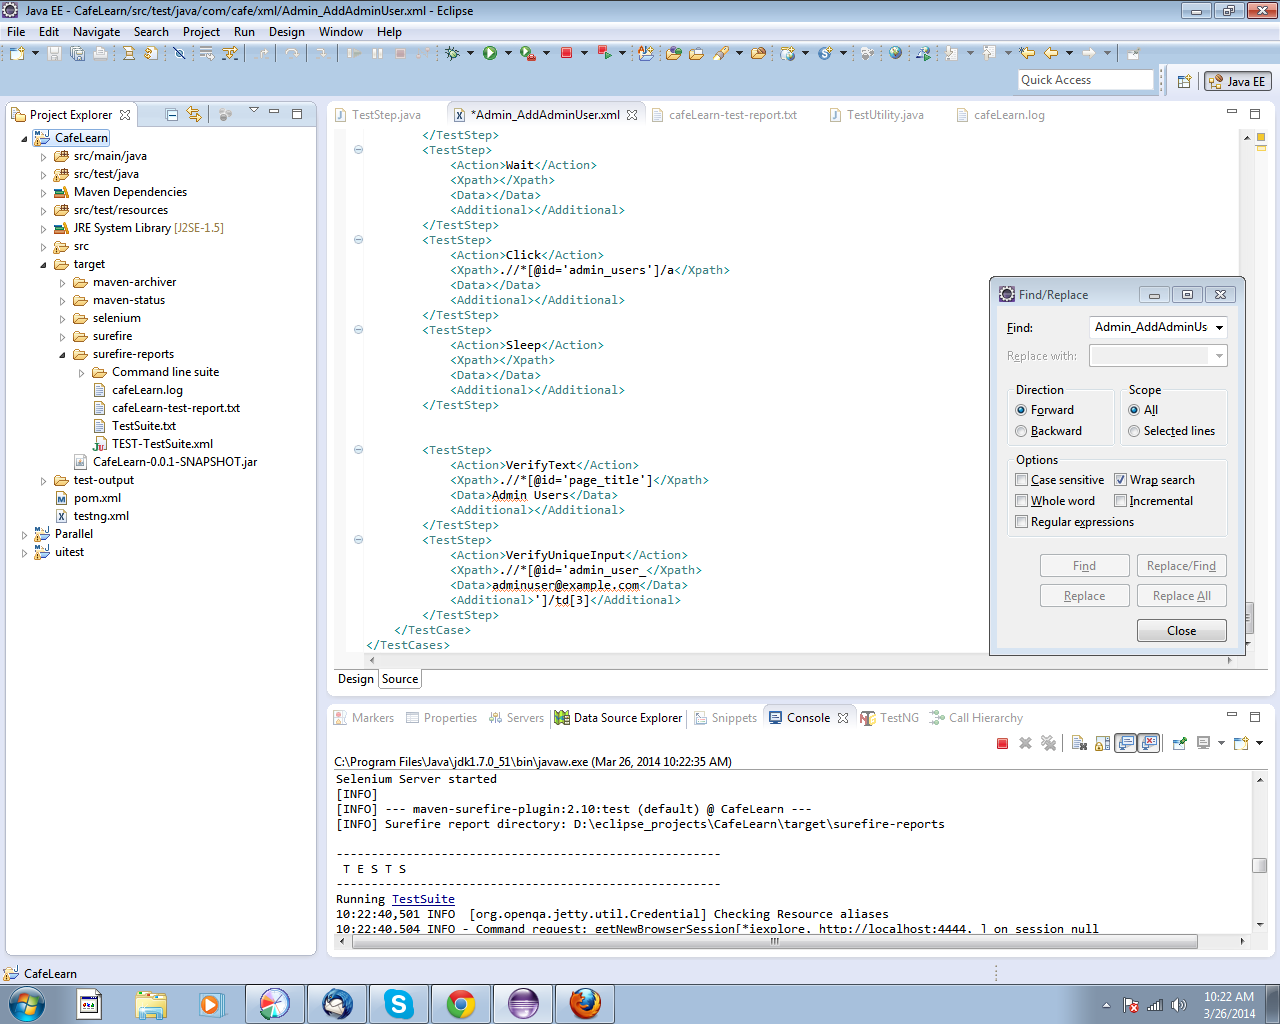 Java EE - CafeLearn/src/test/java/com/cafe/xml/Admin_AddAdminUser.xml - Eclipse
File Edit Navigate Search Project Run Design Window Help
Quick Access
Java EE
Project Explorer
CafeLearn
src/main/java
src/test/java
Maven Dependencies
src/test/resources
JRE System Library [J2SE-1.5]
src
target
maven-archiver
maven-status
selenium
surefire
surefire-reports
Command line suite
cafeLearn.log
cafeLearn-test-report.txt
TestSuite.txt
TEST-TestSuite.xml
CafeLearn-0.0.1-SNAPSHOT.jar
test-output
pom.xml
testng.xml
Parallel
uitest
TestStep.java *Admin_AddAdminUser.xml cafeLearn-test-report.txt TestUtility.java cafeLearn.log
</TestStep>
<TestStep>
<Action>Wait</Action>
<Xpath></Xpath>
<Data></Data>
<Additional></Additional>
</TestStep>
<TestStep>
<Action>Click</Action>
<Xpath>.//*[@id='admin_users']/a</Xpath>
<Data></Data>
<Additional></Additional>
</TestStep>
<TestStep>
<Action>Sleep</Action>
<Xpath></Xpath>
<Data></Data>
<Additional></Additional>
</TestStep>
<TestStep>
<Action>VerifyText</Action>
<Xpath>.//*[@id='page_title']</Xpath>
<Data>Admin Users</Data>
<Additional></Additional>
</TestStep>
<TestStep>
<Action>VerifyUniqueInput</Action>
<Xpath>.//*[@id='admin_user_</Xpath>
<Data>adminuser@example.com</Data>
<Additional>']/td[3]</Additional>
</TestStep>
</TestCase>
</TestCases>
Design Source
Find/Replace
Find: Admin_AddAdminUs
Replace with:
Direction Scope
Forward All
Backward Selected lines
Options
Case sensitive Wrap search
Whole word Incremental
Regular expressions
Find Replace/Find
Replace Replace All
Close
Markers Properties Servers Data Source Explorer Snippets Console TestNG Call Hierarchy
C:\Program Files\Java\jdk1.7.0_51\bin\javaw.exe (Mar 26, 2014 10:22:35 AM)
Selenium Server started
[INFO]
[INFO] --- maven-surefire-plugin:2.10:test (default) @ CafeLearn ---
[INFO] Surefire report directory: D:\eclipse_projects\CafeLearn\target\surefire-reports
-------------------------------------------------------
T E S T S
-------------------------------------------------------
Running TestSuite
10:22:40,501 INFO  [org.openqa.jetty.util.Credential] Checking Resource aliases
10:22:40,504 INFO - Command request: getNewBrowserSession[*iexplore, http://localhost:4444, ] on session null
CafeLearn
10:22 AM
3/26/2014